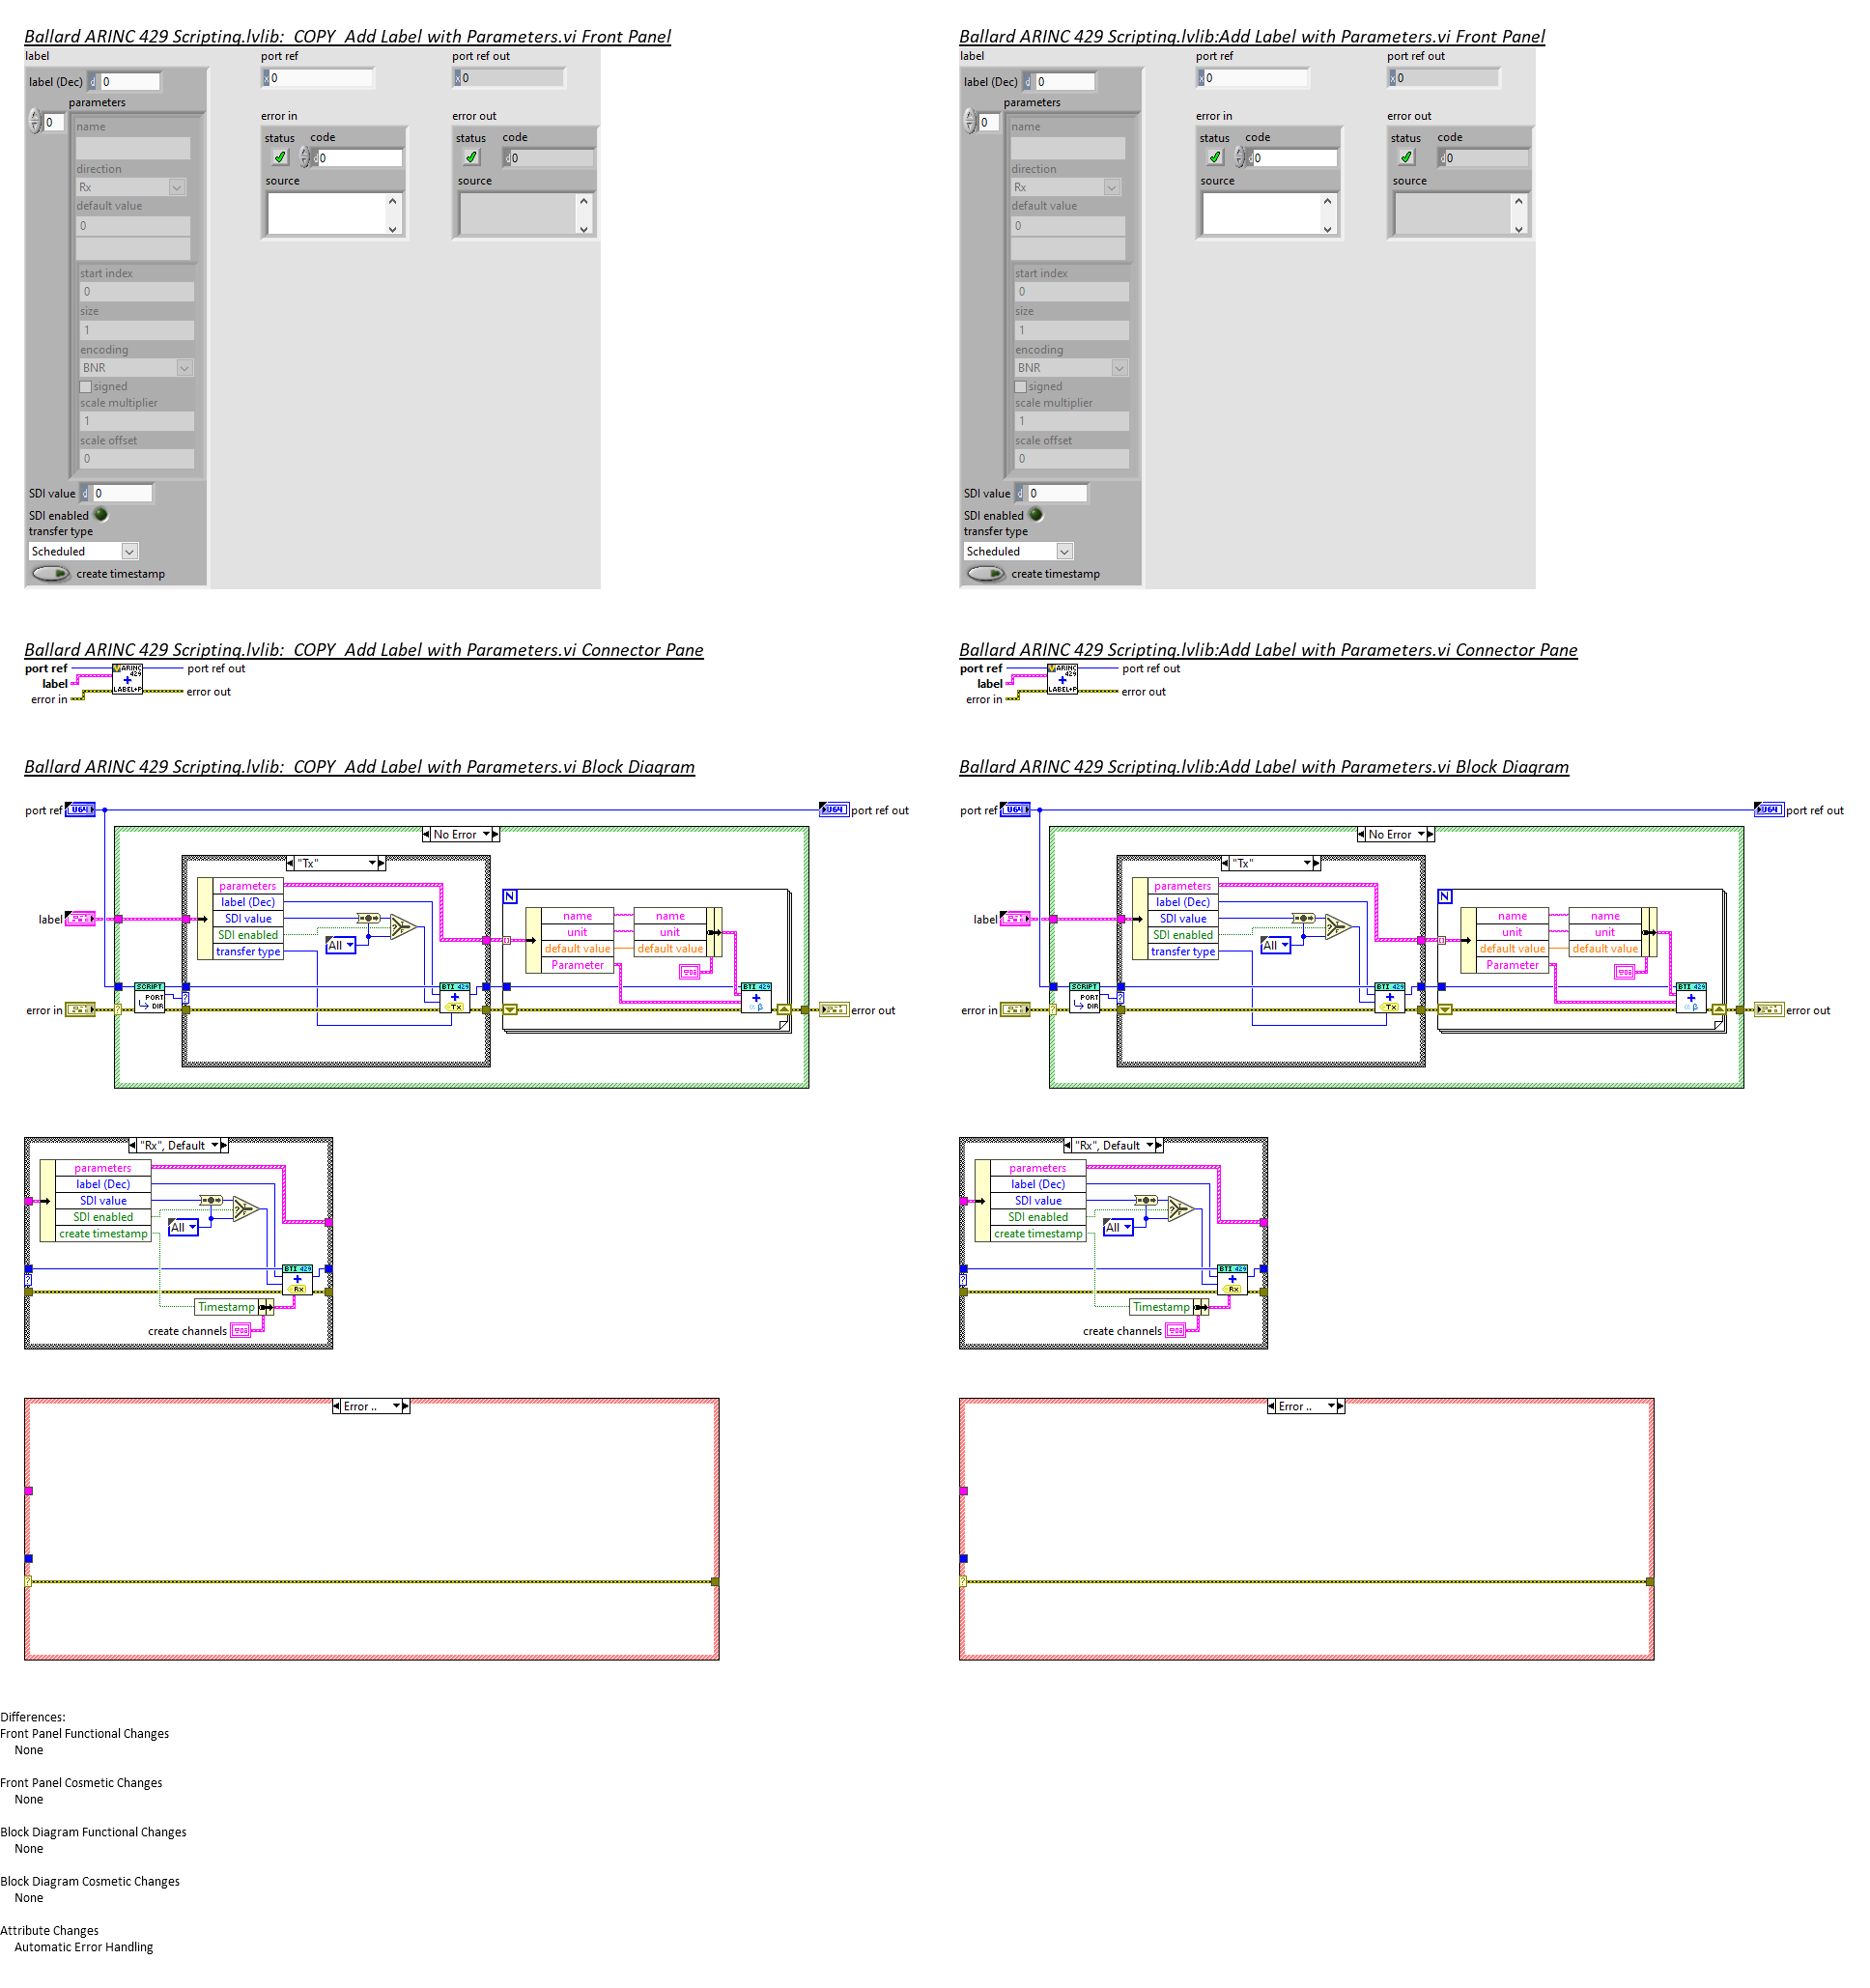 Ballard ARINC 429 Scripting.lvlib:  COPY  Add Label with Parameters.vi Front Panel
label
port ref
port ref out
label (Dec) d 0
x 0
x 0
parameters
0
error in
error out
name
status code
status code
d 0
d 0
direction
source
source
Rx
default value
0
start index
0
size
1
encoding
BNR
signed
scale multiplier
1
scale offset
0
SDI value d 0
SDI enabled
transfer type
Scheduled
create timestamp
Ballard ARINC 429 Scripting.lvlib:Add Label with Parameters.vi Front Panel
label
port ref
port ref out
label (Dec) d 0
x 0
x 0
parameters
0
error in
error out
name
status code
status code
d 0
d 0
direction
source
source
Rx
default value
0
start index
0
size
1
encoding
BNR
signed
scale multiplier
1
scale offset
0
SDI value d 0
SDI enabled
transfer type
Scheduled
create timestamp
Ballard ARINC 429 Scripting.lvlib:  COPY  Add Label with Parameters.vi Connector Pane
port ref
ARINC
429
LABEL+P
port ref out
label
error in
error out
Ballard ARINC 429 Scripting.lvlib:Add Label with Parameters.vi Connector Pane
port ref
ARINC
429
LABEL+P
port ref out
label
error in
error out
Ballard ARINC 429 Scripting.lvlib:  COPY  Add Label with Parameters.vi Block Diagram
port ref U64
U64 port ref out
No Error
"Tx"
parameters
label (Dec)
SDI value
SDI enabled
transfer type
All
label
N
name name
unit unit
default value default value
Parameter
SCRIPT
PORT
DIR
BTI 429
+
Tx
BTI 429
+
α β
error in
error out
"Rx", Default
parameters
label (Dec)
SDI value
SDI enabled
create timestamp
All
BTI 429
+
Rx
Timestamp
create channels
Error ..
Ballard ARINC 429 Scripting.lvlib:Add Label with Parameters.vi Block Diagram
port ref U64
U64 port ref out
No Error
"Tx"
parameters
label (Dec)
SDI value
SDI enabled
transfer type
All
label
N
name name
unit unit
default value default value
Parameter
SCRIPT
PORT
DIR
BTI 429
+
Tx
BTI 429
+
α β
error in
error out
"Rx", Default
parameters
label (Dec)
SDI value
SDI enabled
create timestamp
All
BTI 429
+
Rx
Timestamp
create channels
Error ..
Differences:
Front Panel Functional Changes
None
Front Panel Cosmetic Changes
None
Block Diagram Functional Changes
None
Block Diagram Cosmetic Changes
None
Attribute Changes
Automatic Error Handling